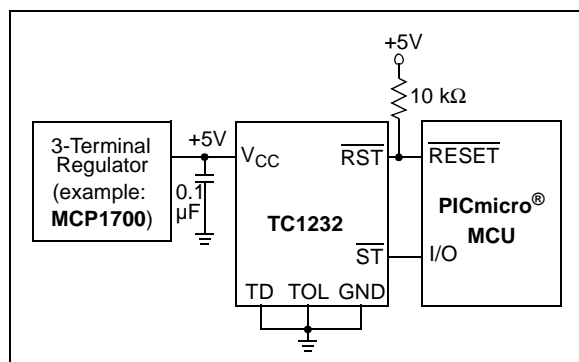 +5V
10 kΩ
3-Terminal
Regulator
(example:
MCP1700)
+5V
0.1
µF
VCC
RST
TC1232
ST
TD TOL GND
RESET
PICmicro®
MCU
I/O